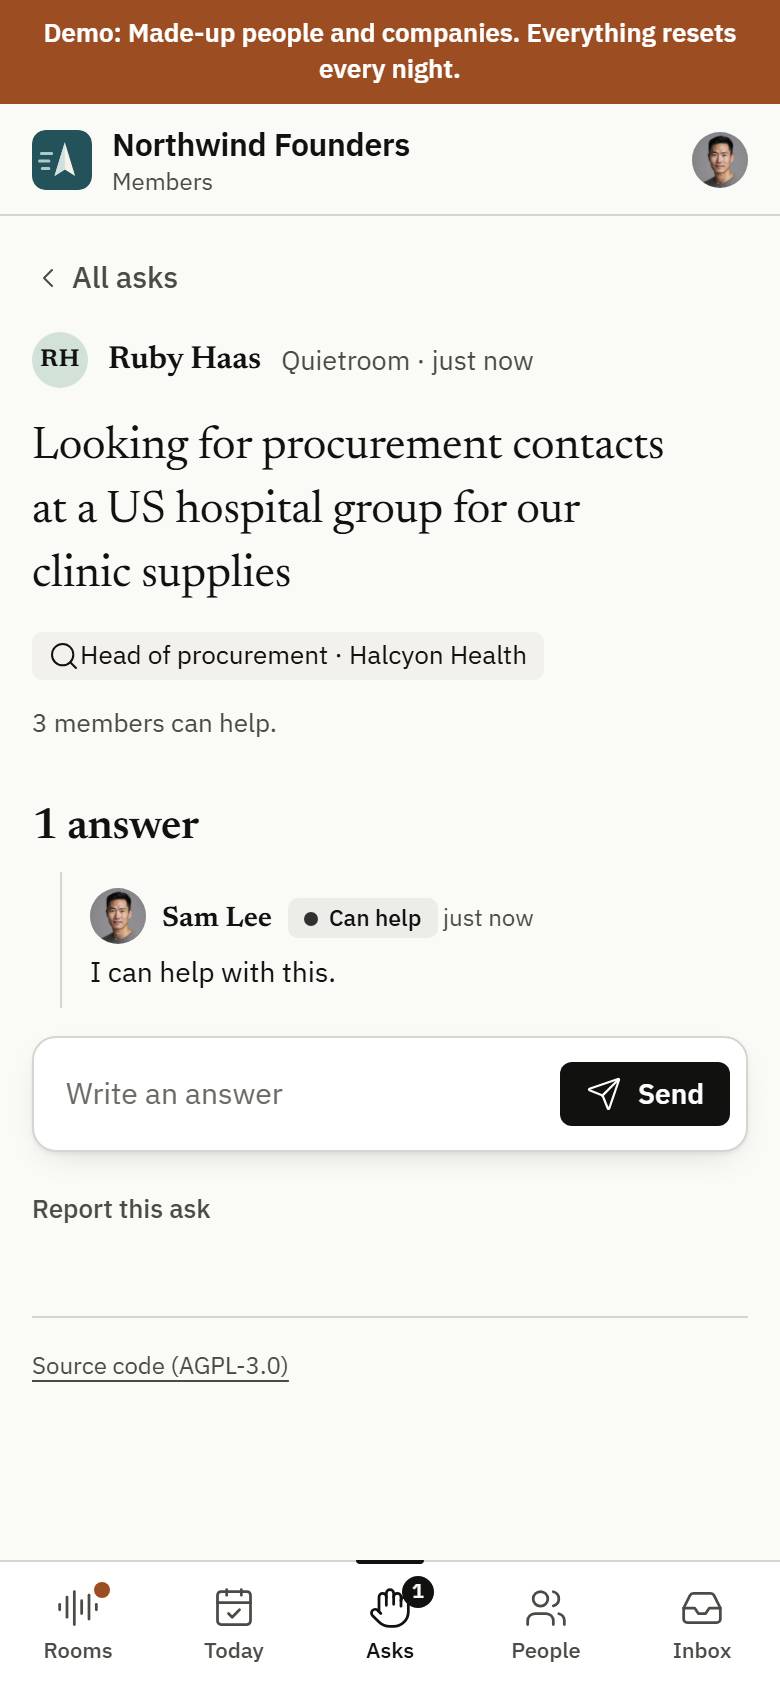 Demo: Made-up people and companies. Everything resets
every night.
Northwind Founders
Members
All asks
RH Ruby Haas Quietroom · just now
Looking for procurement contacts
at a US hospital group for our
clinic supplies
Head of procurement · Halcyon Health
3 members can help.
1 answer
Sam Lee Can help just now
I can help with this.
Write an answer Send
Report this ask
Source code (AGPL-3.0)
1
Rooms Today Asks People Inbox